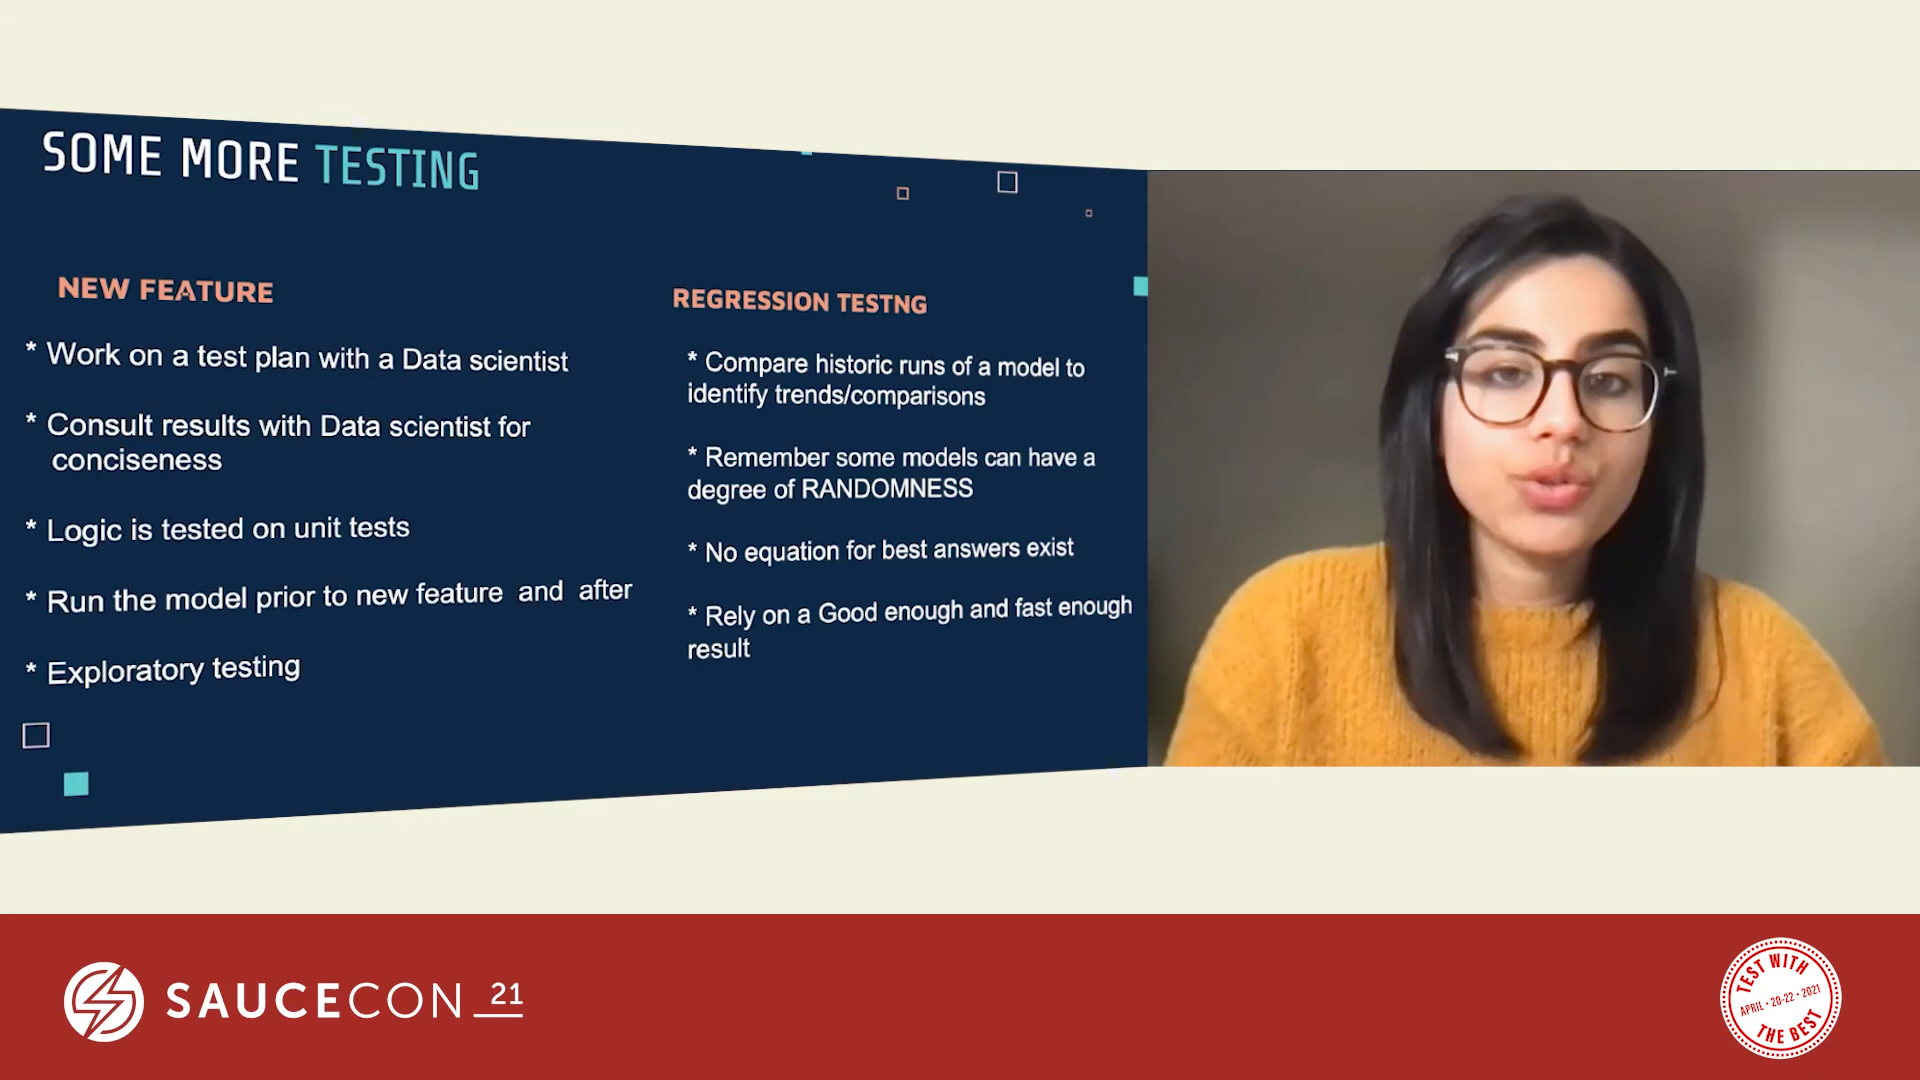 SOME MORE TESTING
NEW FEATURE
* Work on a test plan with a Data scientist
* Consult results with Data scientist for
conciseness
* Logic is tested on unit tests
* Run the model prior to new feature and after
* Exploratory testing
REGRESSION TESTNG
* Compare historic runs of a model to
identify trends/comparisons
* Remember some models can have a
degree of RANDOMNESS
* No equation for best answers exist
* Rely on a Good enough and fast enough
result
SAUCECON 21
TEST WITH
APRIL • 20-22 • 2021
THE BEST